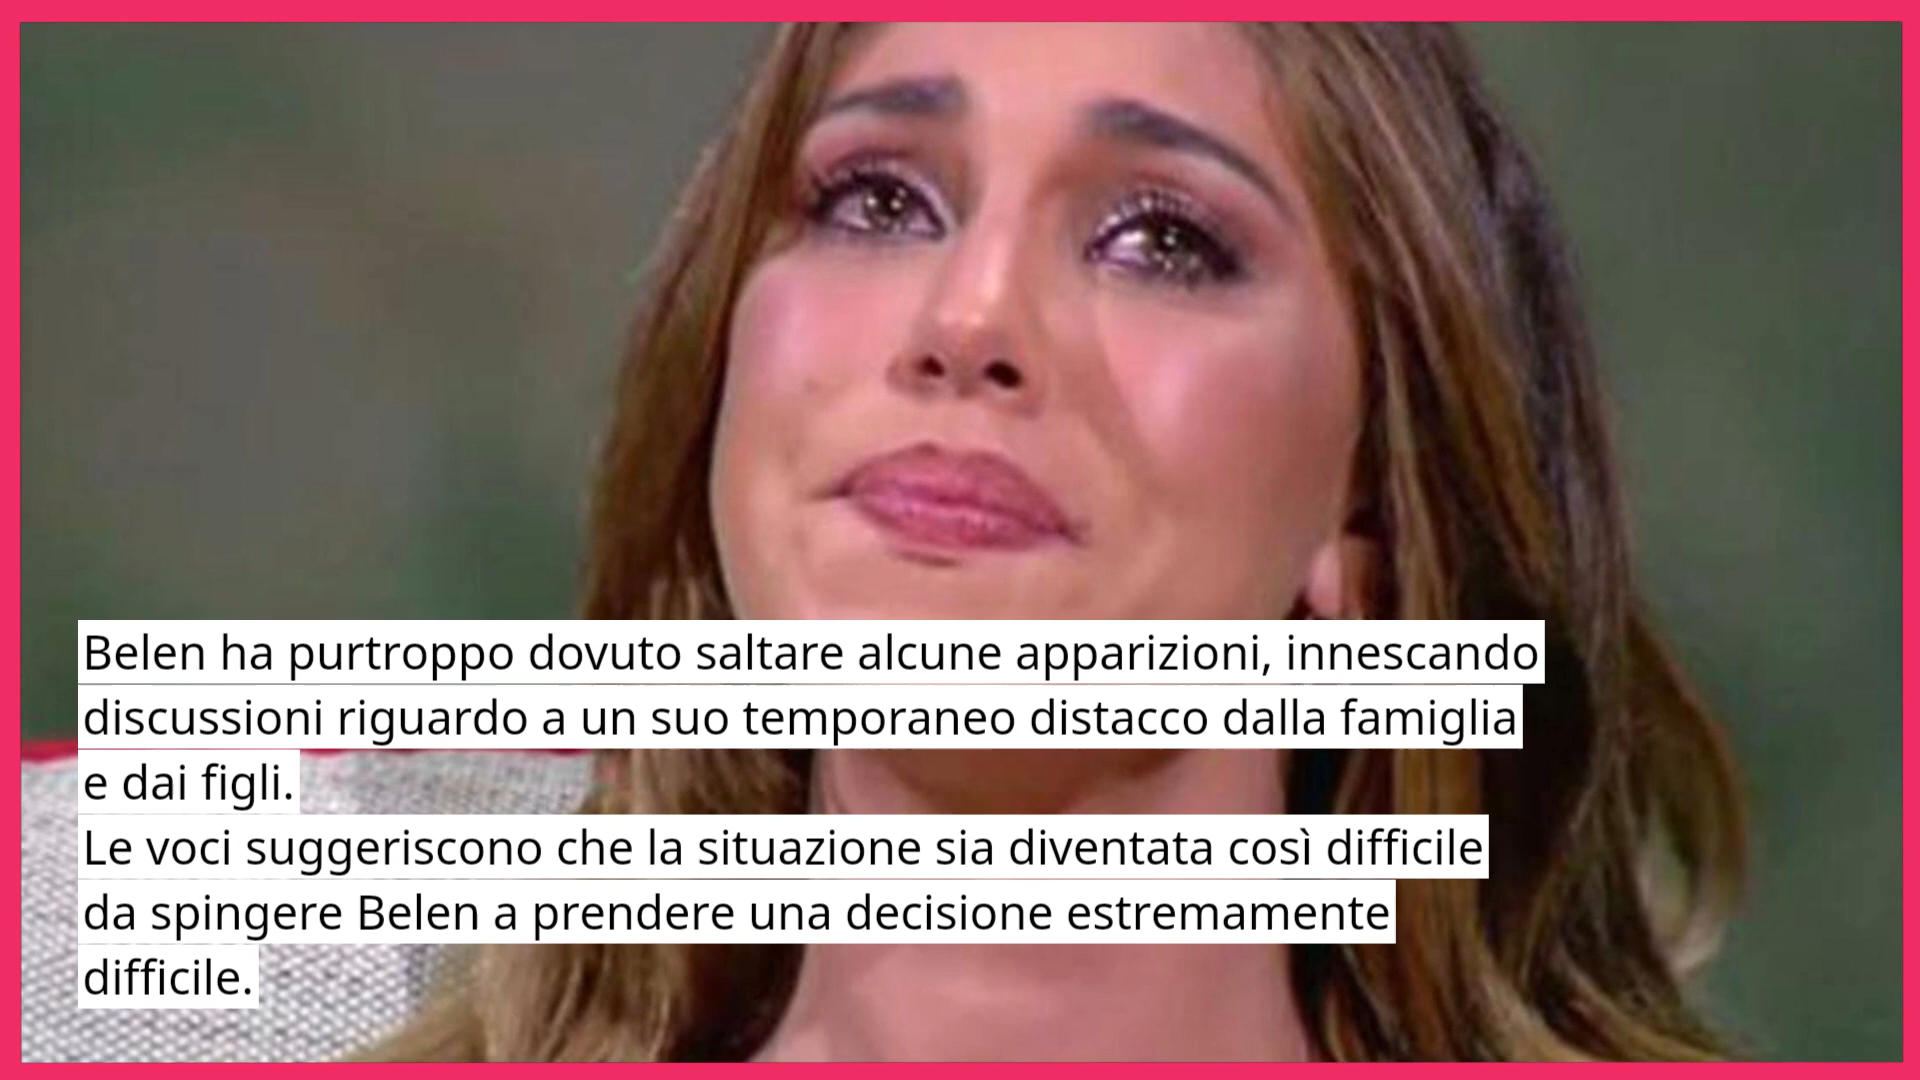 Belen ha purtroppo dovuto saltare alcune apparizioni, innescando
discussioni riguardo a un suo temporaneo distacco dalla famiglia
e dai figli.
Le voci suggeriscono che la situazione sia diventata così difficile
da spingere Belen a prendere una decisione estremamente
difficile.